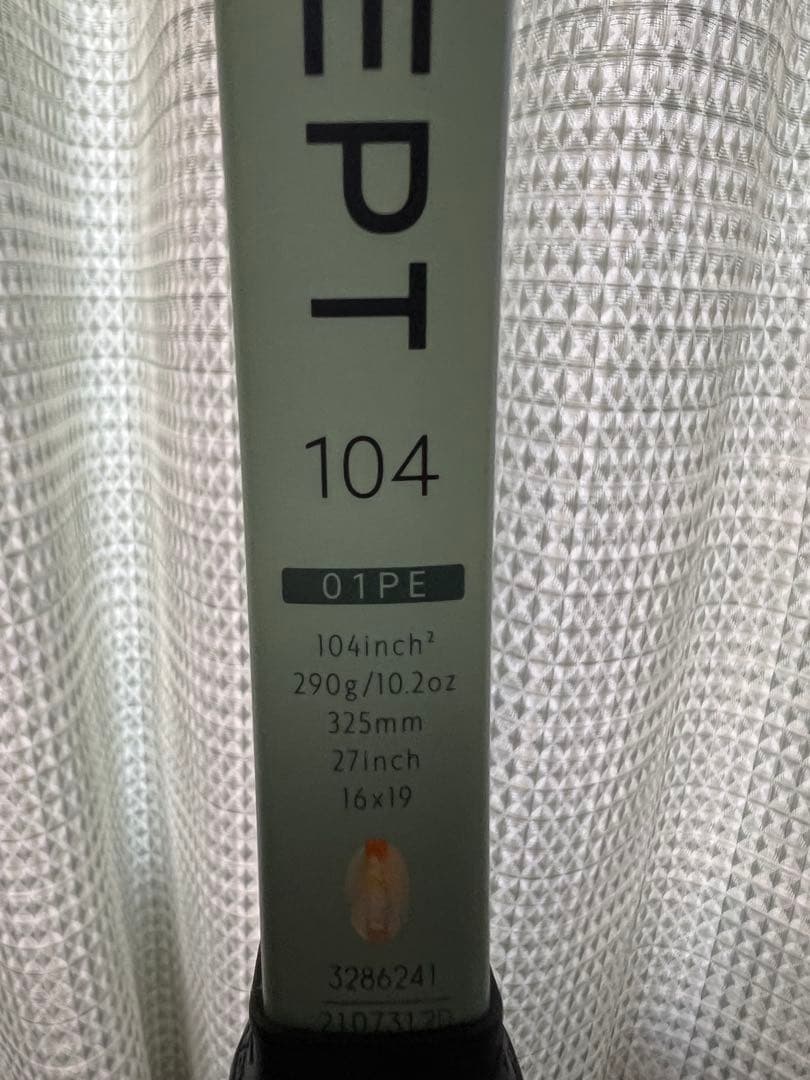 EPT
104
01PE
104inch²
290g/10.2oz
325mm
27inch
16x19
3286241